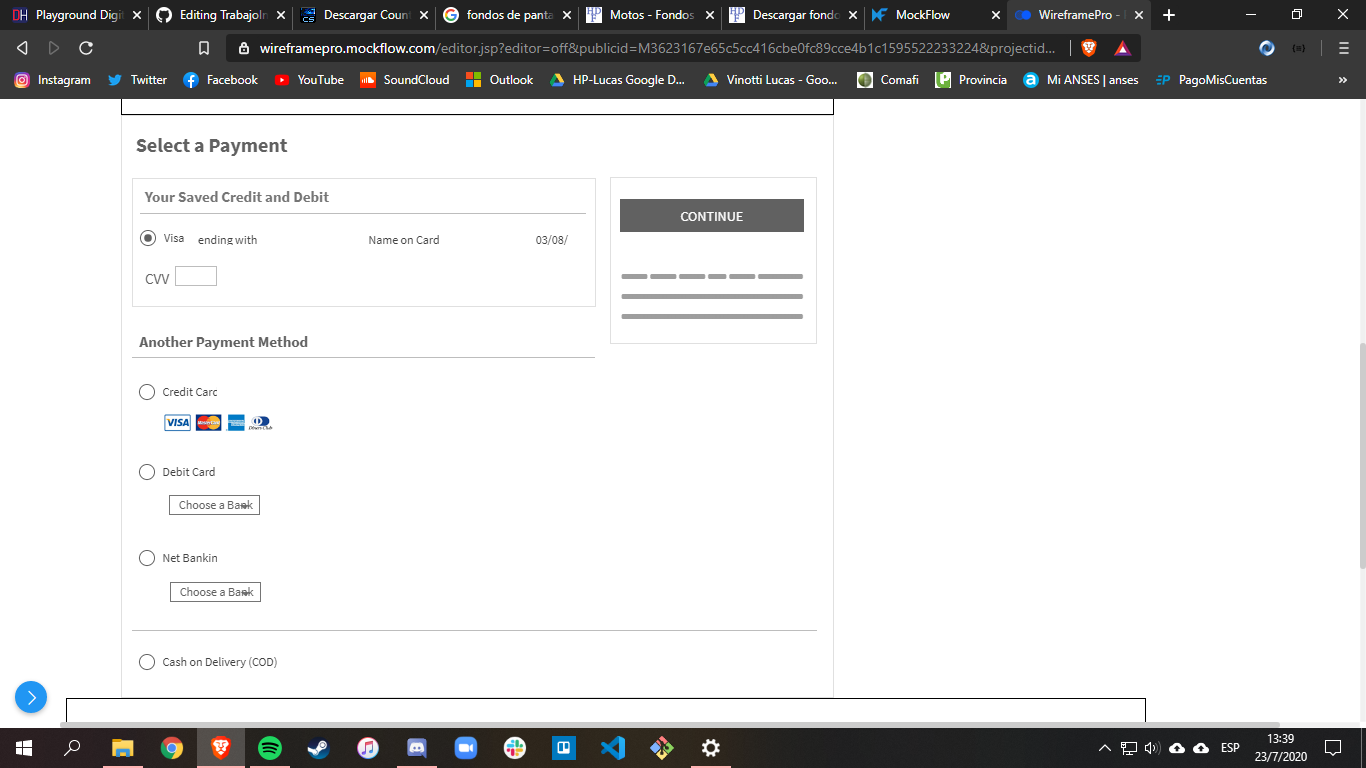 Playground Digit
Editing TrabajoIn
Descargar Count
fondos de panta
Motos - Fondos
Descargar fondo
MockFlow
WireframePro -
wireframepro.mockflow.com/editor.jsp?editor=off&publicid=M3623167e65c5cc416cbe0fc89cce4b1c1595522233224&projectid...
Instagram
Twitter
Facebook
YouTube
SoundCloud
Outlook
HP-Lucas Google D...
Vinotti Lucas - Goo...
Comafi
Provincia
Mi ANSES | anses
PagoMisCuentas
»
Select a Payment
Your Saved Credit and Debit
CONTINUE
Visa ending with Name on Card 03/08/
CVV
Another Payment Method
Credit Carc
VISA MasterCard Diners Club
Debit Card
Choose a Bank
Net Bankin
Choose a Bank
Cash on Delivery (COD)
ESP
13:39
23/7/2020